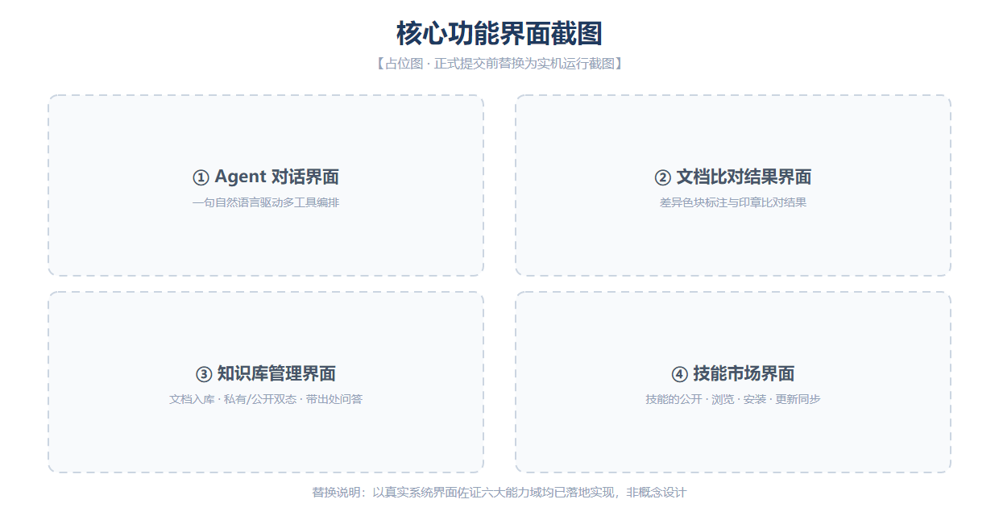 核心功能界面截图
【占位图 · 正式提交前替换为实机运行截图】
① Agent 对话界面
一句自然语言驱动多工具编排
② 文档比对结果界面
差异色块标注与印章比对结果
③ 知识库管理界面
文档入库 · 私有/公开双态 · 带出处问答
④ 技能市场界面
技能的公开 · 浏览 · 安装 · 更新同步
替换说明：以真实系统界面佐证六大能力域均已落地实现，非概念设计